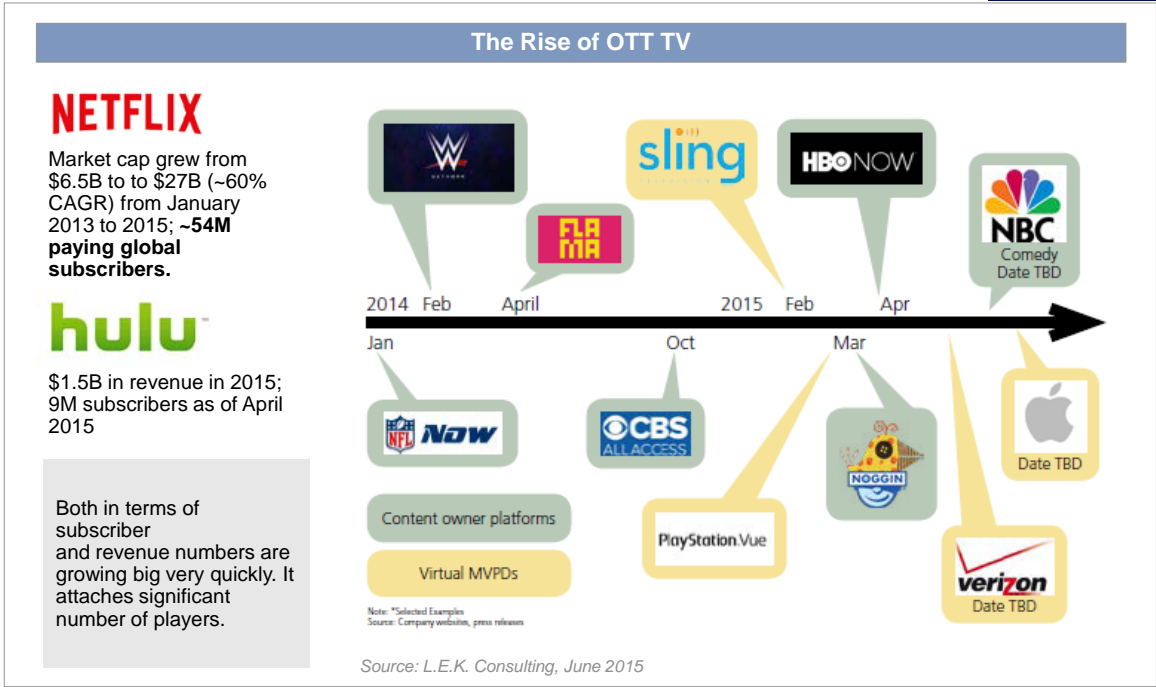 The Rise of OTT TV
NETFLIX
Market cap grew from
$6.5B to to $27B (~60%
CAGR) from January
2013 to 2015; ~54M
paying global
subscribers.
hulu
$1.5B in revenue in 2015;
9M subscribers as of April
2015
Both in terms of
subscriber
and revenue numbers are
growing big very quickly. It
attaches significant
number of players.
W
NETWORK
FLA
MA
sling
TELEVISION
HBO NOW
NBC
Comedy
Date TBD
2014 Feb April 2015 Feb Apr
Jan Oct Mar
NFL NOW
CBS
ALL ACCESS
PlayStation.Vue
NOGGIN
verizon
Date TBD
Date TBD
Content owner platforms
Virtual MVPDs
Note: *Selected Examples
Source: Company websites, press releases
Source: L.E.K. Consulting, June 2015